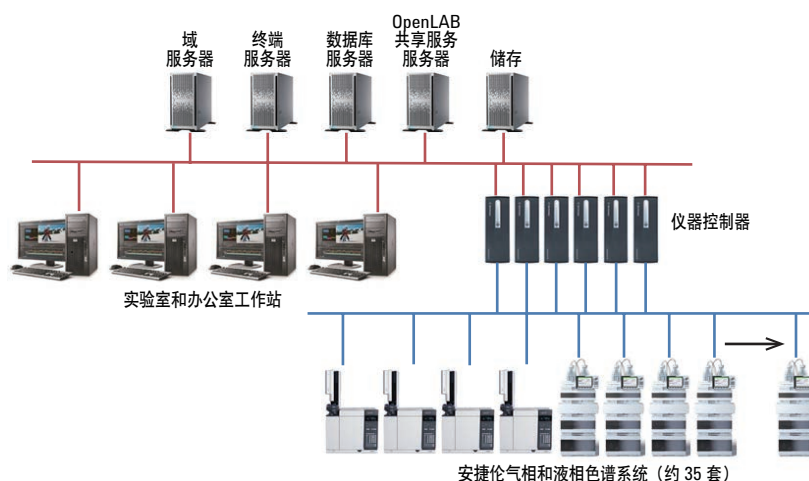 域
服务器
终端
服务器
数据库
服务器
OpenLAB
共享服务
服务器
储存
仪器控制器
实验室和办公室工作站
安捷伦气相和液相色谱系统（约 35 套）